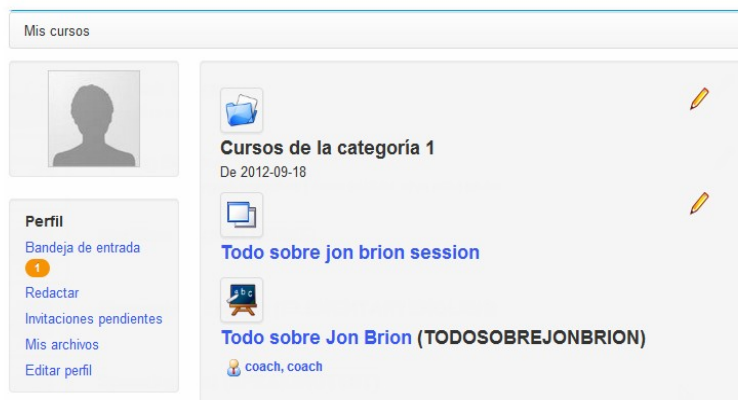 Mis cursos
Cursos de la categoría 1
De 2012-09-18
Todo sobre jon brion session
abc
Todo sobre Jon Brion (TODOSOBREJONBRION)
coach, coach
Perfil
Bandeja de entrada
1
Redactar
Invitaciones pendientes
Mis archivos
Editar perfil